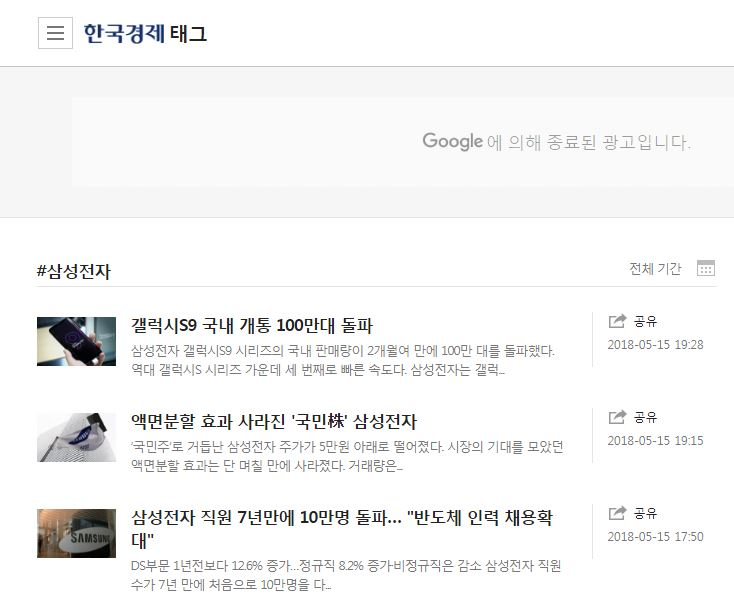 한국경제 태그
Google 에 의해 종료된 광고입니다.
#삼성전자
전체 기간
갤럭시S9 국내 개통 100만대 돌파
삼성전자 갤럭시S9 시리즈의 국내 판매량이 2개월여 만에 100만 대를 돌파했다.
역대 갤럭시S 시리즈 가운데 세 번째로 빠른 속도다. 삼성전자는 갤럭...
공유
2018-05-15 19:28
액면분할 효과 사라진 '국민株' 삼성전자
'국민주'로 거듭난 삼성전자 주가가 5만원 아래로 떨어졌다. 시장의 기대를 모았던
액면분할 효과는 단 며칠 만에 사라졌다. 거래량은...
공유
2018-05-15 19:15
SAMSUNG
삼성전자 직원 7년만에 10만명 돌파… "반도체 인력 채용확
대"
DS부문 1년전보다 12.6% 증가…정규직 8.2% 증가·비정규직은 감소 삼성전자 직원
수가 7년 만에 처음으로 10만명을 다...
공유
2018-05-15 17:50